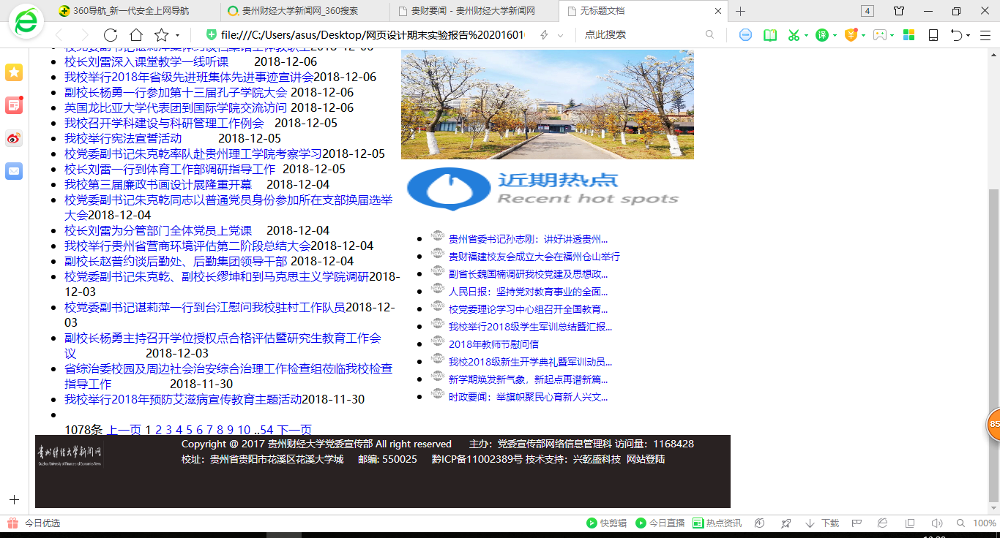 360导航_新一代安全上网导航
贵州财经大学新闻网_360搜索
贵财要闻 - 贵州财经大学新闻网
无标题文档
4
file:///C:/Users/asus/Desktop/网页设计期末实验报告%20201601
点此搜索
校长刘雷深入课堂教学一线听课 2018-12-06
我校举行2018年省级先进班集体先进事迹宣讲会2018-12-06
副校长杨勇一行参加第十三届孔子学院大会 2018-12-06
英国龙比亚大学代表团到国际学院交流访问 2018-12-06
我校召开学科建设与科研管理工作例会 2018-12-05
我校举行宪法宣誓活动 2018-12-05
校党委副书记朱克乾率队赴贵州理工学院考察学习2018-12-05
校长刘雷一行到体育工作部调研指导工作 2018-12-05
我校第三届廉政书画设计展隆重开幕 2018-12-04
校党委副书记朱克乾同志以普通党员身份参加所在支部换届选举
大会2018-12-04
校长刘雷为分管部门全体党员上党课 2018-12-04
我校举行贵州省营商环境评估第二阶段总结大会2018-12-04
副校长赵普约谈后勤处、后勤集团领导干部 2018-12-04
校党委副书记朱克乾、副校长缪坤和到马克思主义学院调研2018-
12-03
校党委副书记谌莉萍一行到台江慰问我校驻村工作队员2018-12-
03
副校长杨勇主持召开学位授权点合格评估暨研究生教育工作会
议 2018-12-03
省综治委校园及周边社会治安综合治理工作检查组莅临我校检查
指导工作 2018-11-30
我校举行2018年预防艾滋病宣传教育主题活动2018-11-30
1078条 上一页 1 2 3 4 5 6 7 8 9 10 ..54 下一页
近期热点
Recent hot spots
NEWS 贵州省委书记孙志刚：讲好讲透贵州...
NEWS 贵财福建校友会成立大会在福州仓山举行
NEWS 副省长魏国楠调研我校党建及思想政...
NEWS 人民日报：坚持党对教育事业的全面...
NEWS 校党委理论学习中心组召开全国教育...
NEWS 我校举行2018级学生军训总结暨汇报...
NEWS 2018年教师节慰问信
NEWS 我校2018级新生开学典礼暨军训动员...
NEWS 新学期焕发新气象，新起点再谱新篇...
NEWS 时政要闻：举旗帜聚民心育新人兴文...
85
贵州财经大学新闻网
Guizhou University of Finance and Economics News
Copyright @ 2017 贵州财经大学党委宣传部 All right reserved 主办：党委宣传部网络信息管理科 访问量：1168428
校址：贵州省贵阳市花溪区花溪大学城 邮编: 550025 黔ICP备11002389号 技术支持：兴乾盛科技 网站登陆
今日优选
快剪辑
今日直播
热点资讯
下载
100%